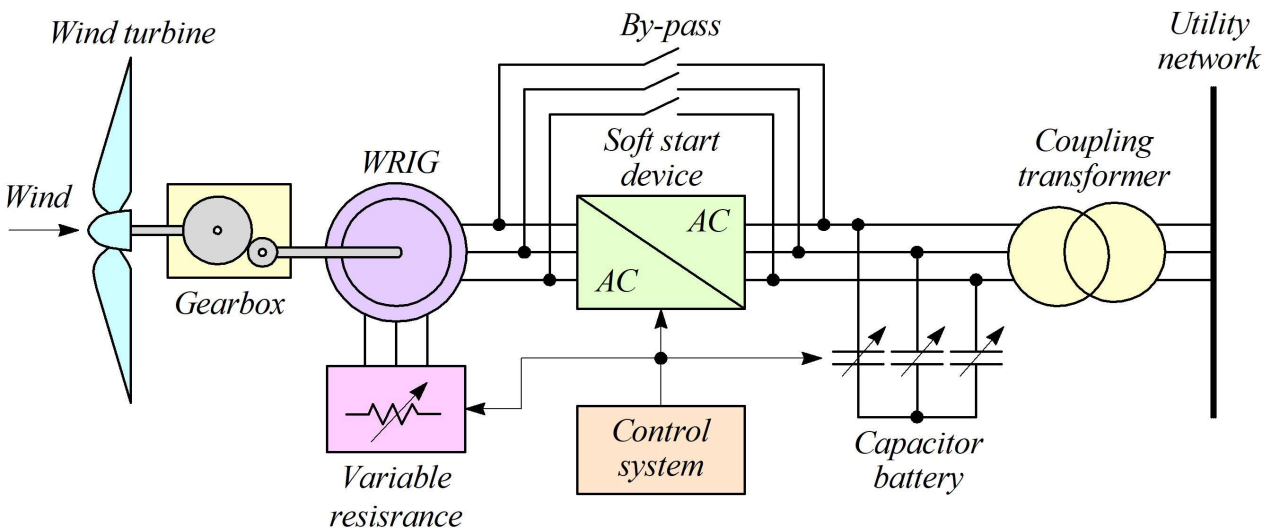 Wind turbine
By-pass
Utility
network
WRIG
Soft start
device
Coupling
transformer
Wind
AC
AC
Gearbox
Control
system
Capacitor
battery
Variable
resisrance